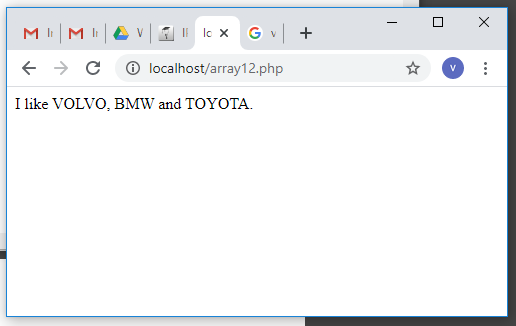 localhost/array12.php
V
I like VOLVO, BMW and TOYOTA.